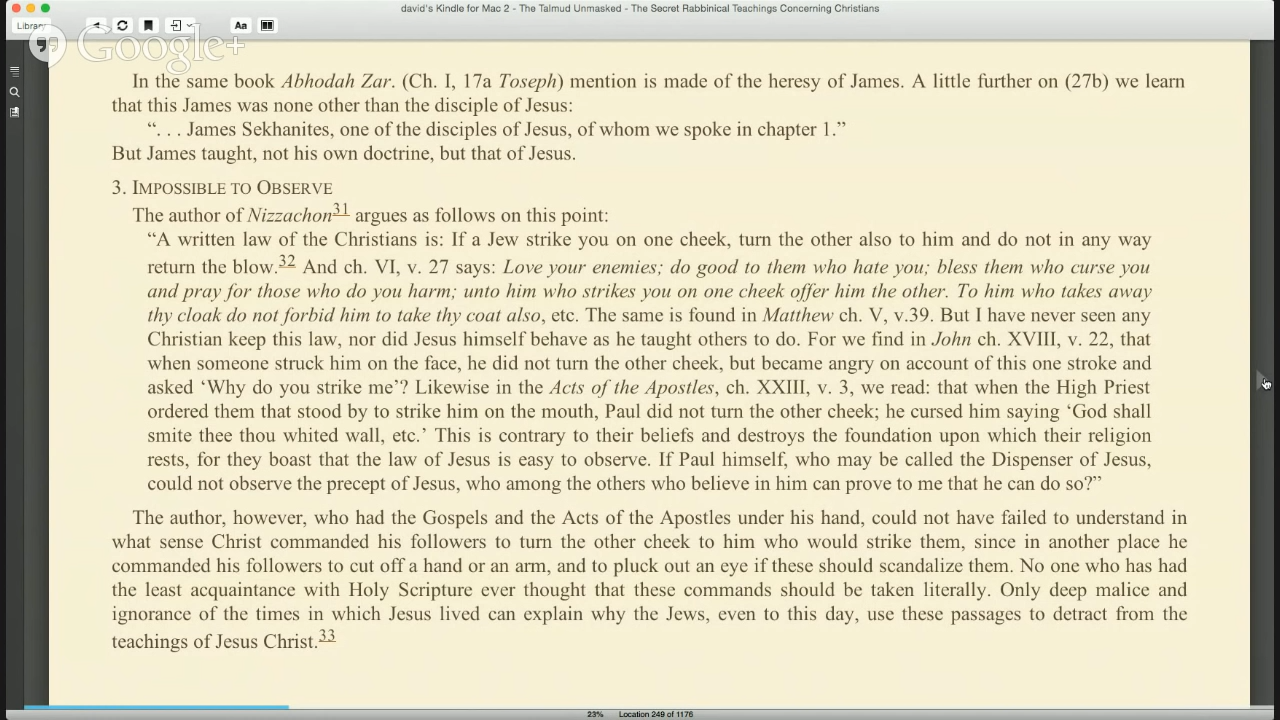 david's Kindle for Mac 2 - The Talmud Unmasked - The Secret Rabbinical Teachings Concerning Christians
Library
Aa
Google+
In the same book Abhodah Zar. (Ch. I, 17a Toseph) mention is made of the heresy of James. A little further on (27b) we learn
that this James was none other than the disciple of Jesus:
“. . . James Sekhanites, one of the disciples of Jesus, of whom we spoke in chapter 1.”
But James taught, not his own doctrine, but that of Jesus.
3. IMPOSSIBLE TO OBSERVE
The author of Nizzachon31 argues as follows on this point:
“A written law of the Christians is: If a Jew strike you on one cheek, turn the other also to him and do not in any way
return the blow.32 And ch. VI, v. 27 says: Love your enemies; do good to them who hate you; bless them who curse you
and pray for those who do you harm; unto him who strikes you on one cheek offer him the other. To him who takes away
thy cloak do not forbid him to take thy coat also, etc. The same is found in Matthew ch. V, v.39. But I have never seen any
Christian keep this law, nor did Jesus himself behave as he taught others to do. For we find in John ch. XVIII, v. 22, that
when someone struck him on the face, he did not turn the other cheek, but became angry on account of this one stroke and
asked ‘Why do you strike me’? Likewise in the Acts of the Apostles, ch. XXIII, v. 3, we read: that when the High Priest
ordered them that stood by to strike him on the mouth, Paul did not turn the other cheek; he cursed him saying ‘God shall
smite thee thou whited wall, etc.’ This is contrary to their beliefs and destroys the foundation upon which their religion
rests, for they boast that the law of Jesus is easy to observe. If Paul himself, who may be called the Dispenser of Jesus,
could not observe the precept of Jesus, who among the others who believe in him can prove to me that he can do so?”
The author, however, who had the Gospels and the Acts of the Apostles under his hand, could not have failed to understand in
what sense Christ commanded his followers to turn the other cheek to him who would strike them, since in another place he
commanded his followers to cut off a hand or an arm, and to pluck out an eye if these should scandalize them. No one who has had
the least acquaintance with Holy Scripture ever thought that these commands should be taken literally. Only deep malice and
ignorance of the times in which Jesus lived can explain why the Jews, even to this day, use these passages to detract from the
teachings of Jesus Christ.33
23% Location 249 of 1176